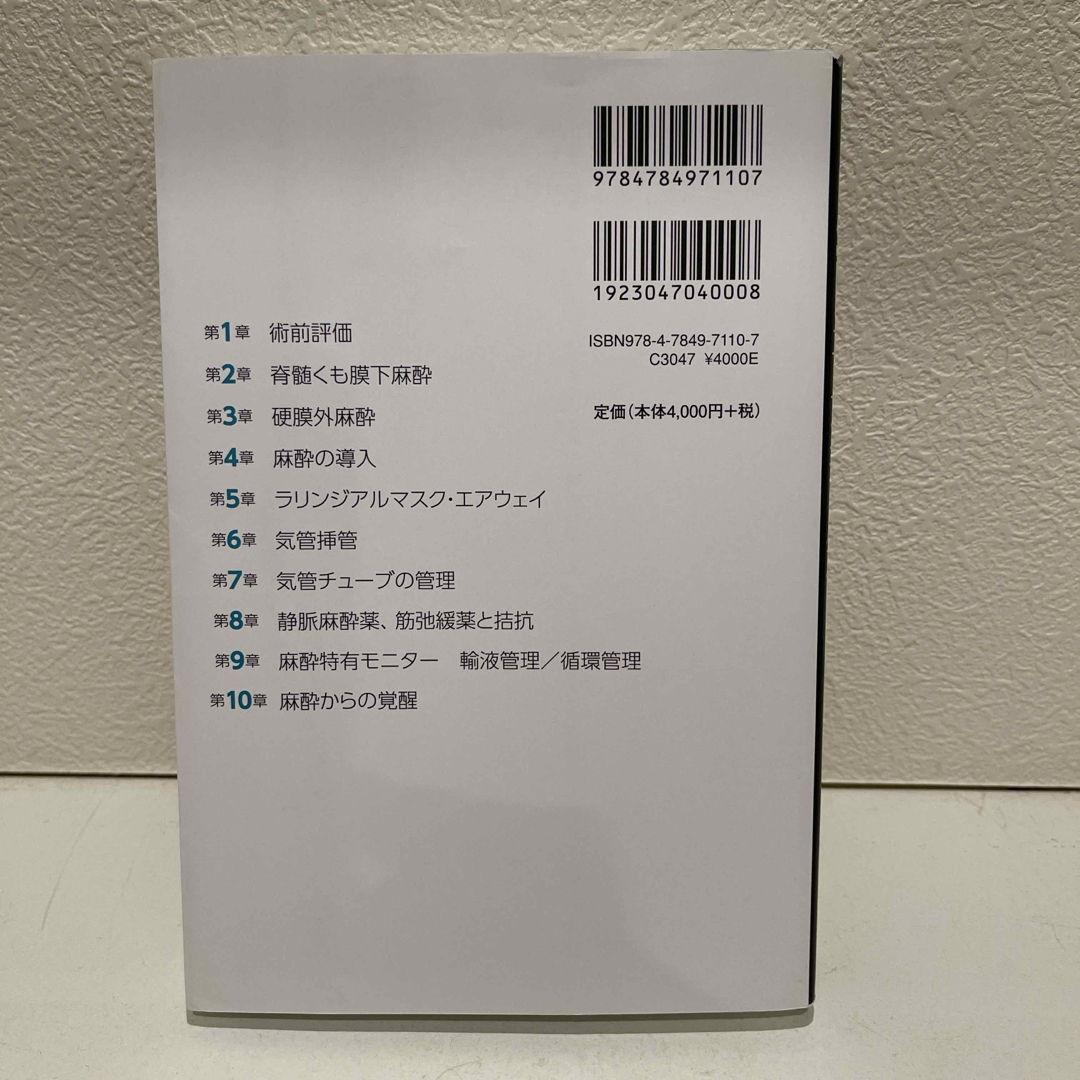 9784784971107
1923047040008
ISBN978-4-7849-7110-7
C3047 ¥4000E
定価(本体4,000円+税)
第1章 術前評価
第2章 脊髄くも膜下麻酔
第3章 硬膜外麻酔
第4章 麻酔の導入
第5章 ラリンジアルマスク・エアウェイ
第6章 気管挿管
第7章 気管チューブの管理
第8章 静脈麻酔薬、筋弛緩薬と拮抗
第9章 麻酔特有モニター 輸液管理/循環管理
第10章 麻酔からの覚醒